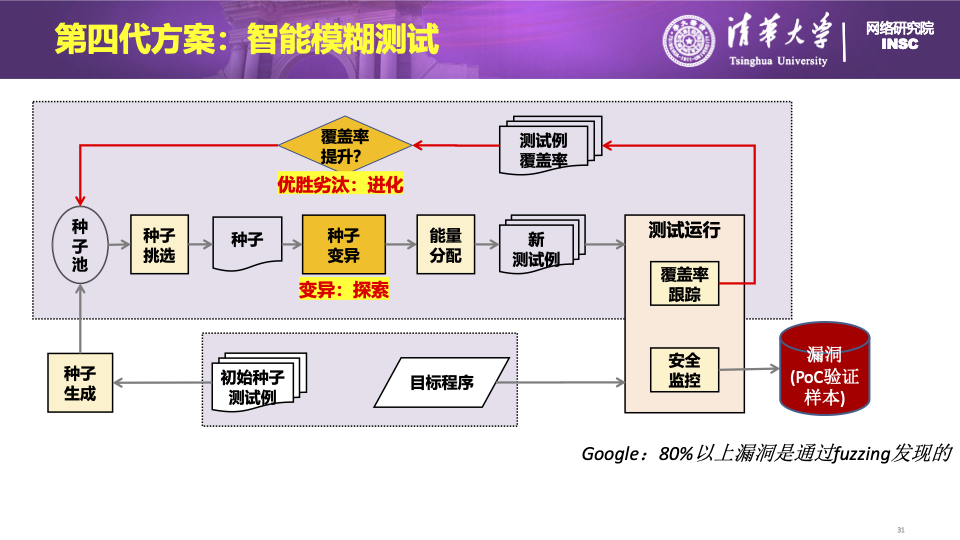 第四代方案：智能模糊测试
清华大学
Tsinghua University
网络研究院
INSC
覆盖率
提升？
测试例
覆盖率
优胜劣汰：进化
种
子
池
种子
挑选
种子
种子
变异
能量
分配
新
测试例
测试运行
变异：探索
覆盖率
跟踪
种子
生成
初始种子
测试例
目标程序
安全
监控
漏洞
(PoC验证
样本)
Google：80%以上漏洞是通过fuzzing发现的
31